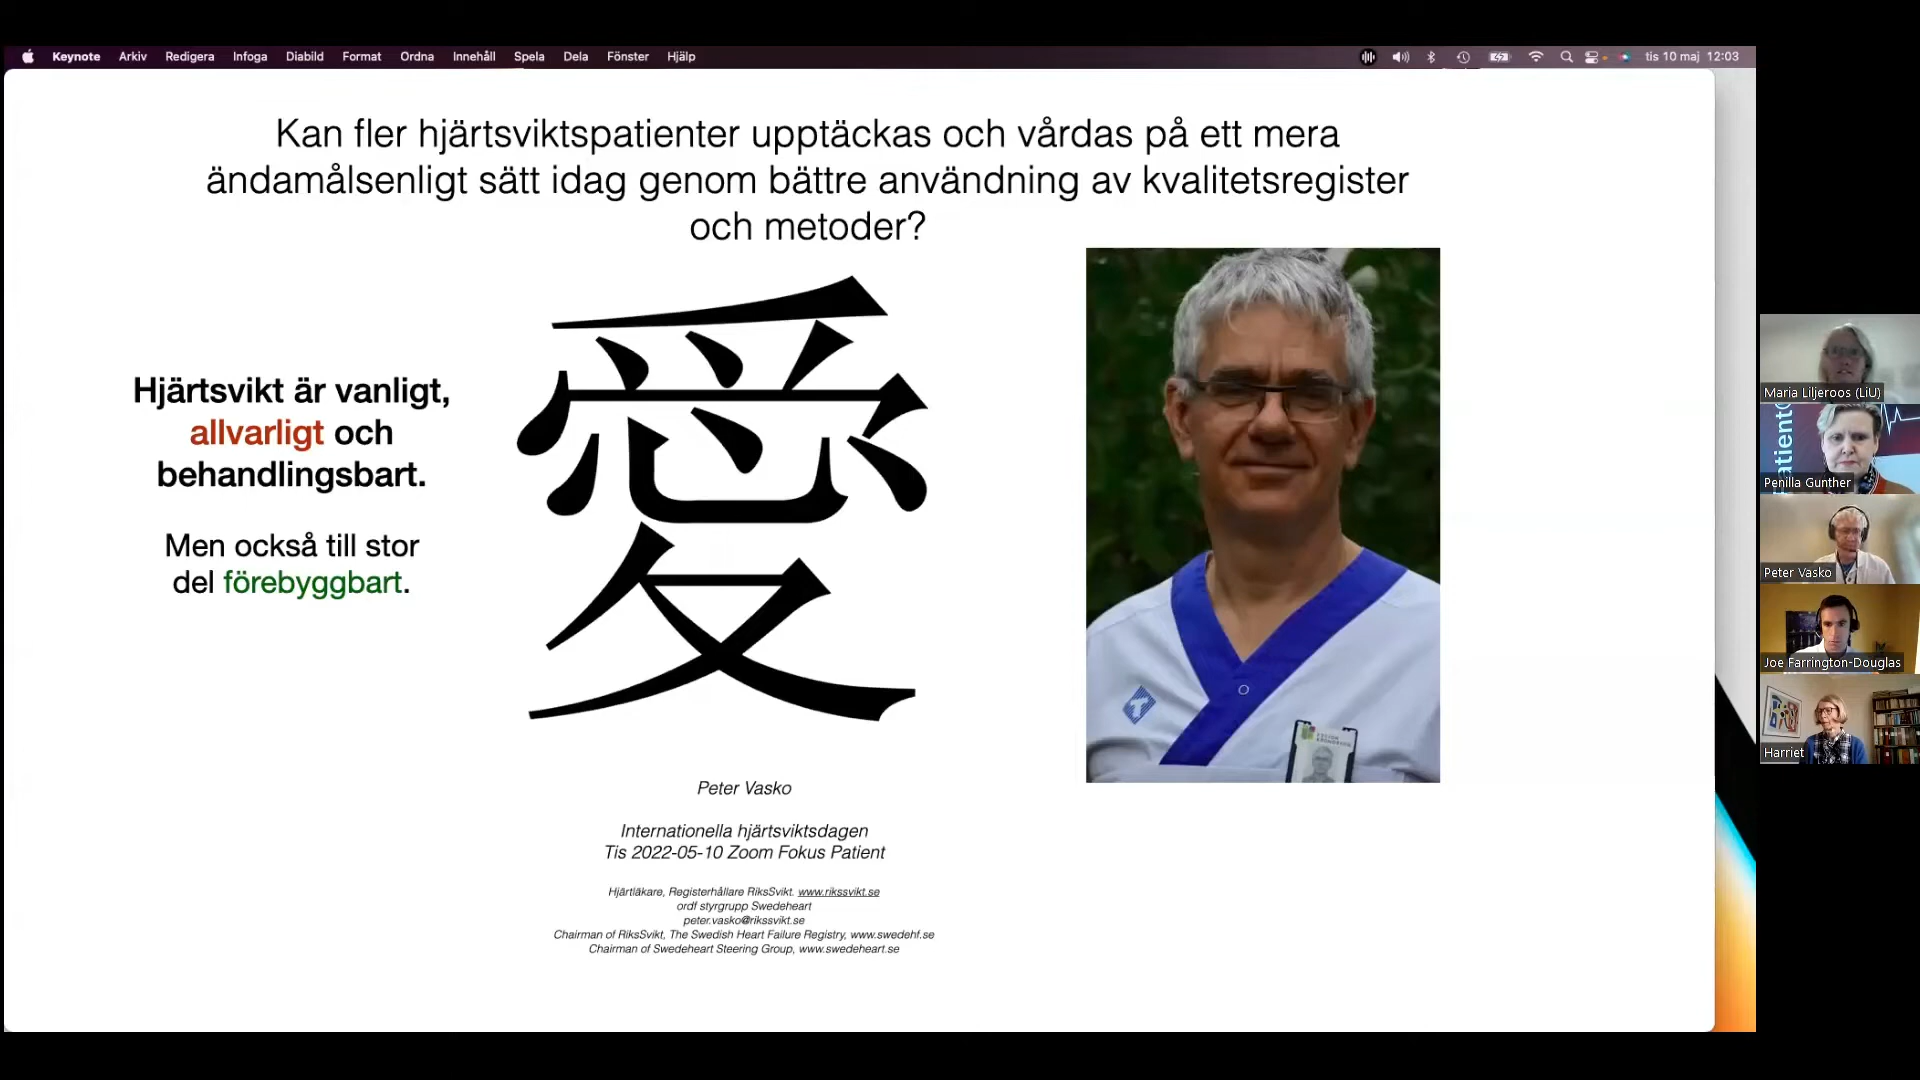 Keynote Arkiv Redigera Infoga Diabild Format Ordna Innehåll Spela Dela Fönster Hjälp
tis 10 maj 12:03
Kan fler hjärtsviktspatienter upptäckas och vårdas på ett mera
ändamålsenligt sätt idag genom bättre användning av kvalitetsregister
och metoder?
Hjärtsvikt är vanligt,
allvarligt och
behandlingsbart.
Men också till stor
del förebyggbart.
愛
Peter Vasko
Internationella hjärtsviktsdagen
Tis 2022-05-10 Zoom Fokus Patient
Hjärtläkare, Registerhållare RiksSvikt. www.rikssvikt.se
ordf styrgrupp Swedeheart
peter.vasko@rikssvikt.se
Chairman of RiksSvikt, The Swedish Heart Failure Registry, www.swedehf.se
Chairman of Swedeheart Steering Group, www.swedeheart.se
Maria Liljeroos (LiU)
Penilla Gunther
Peter Vasko
Joe Farrington-Douglas
Harriet